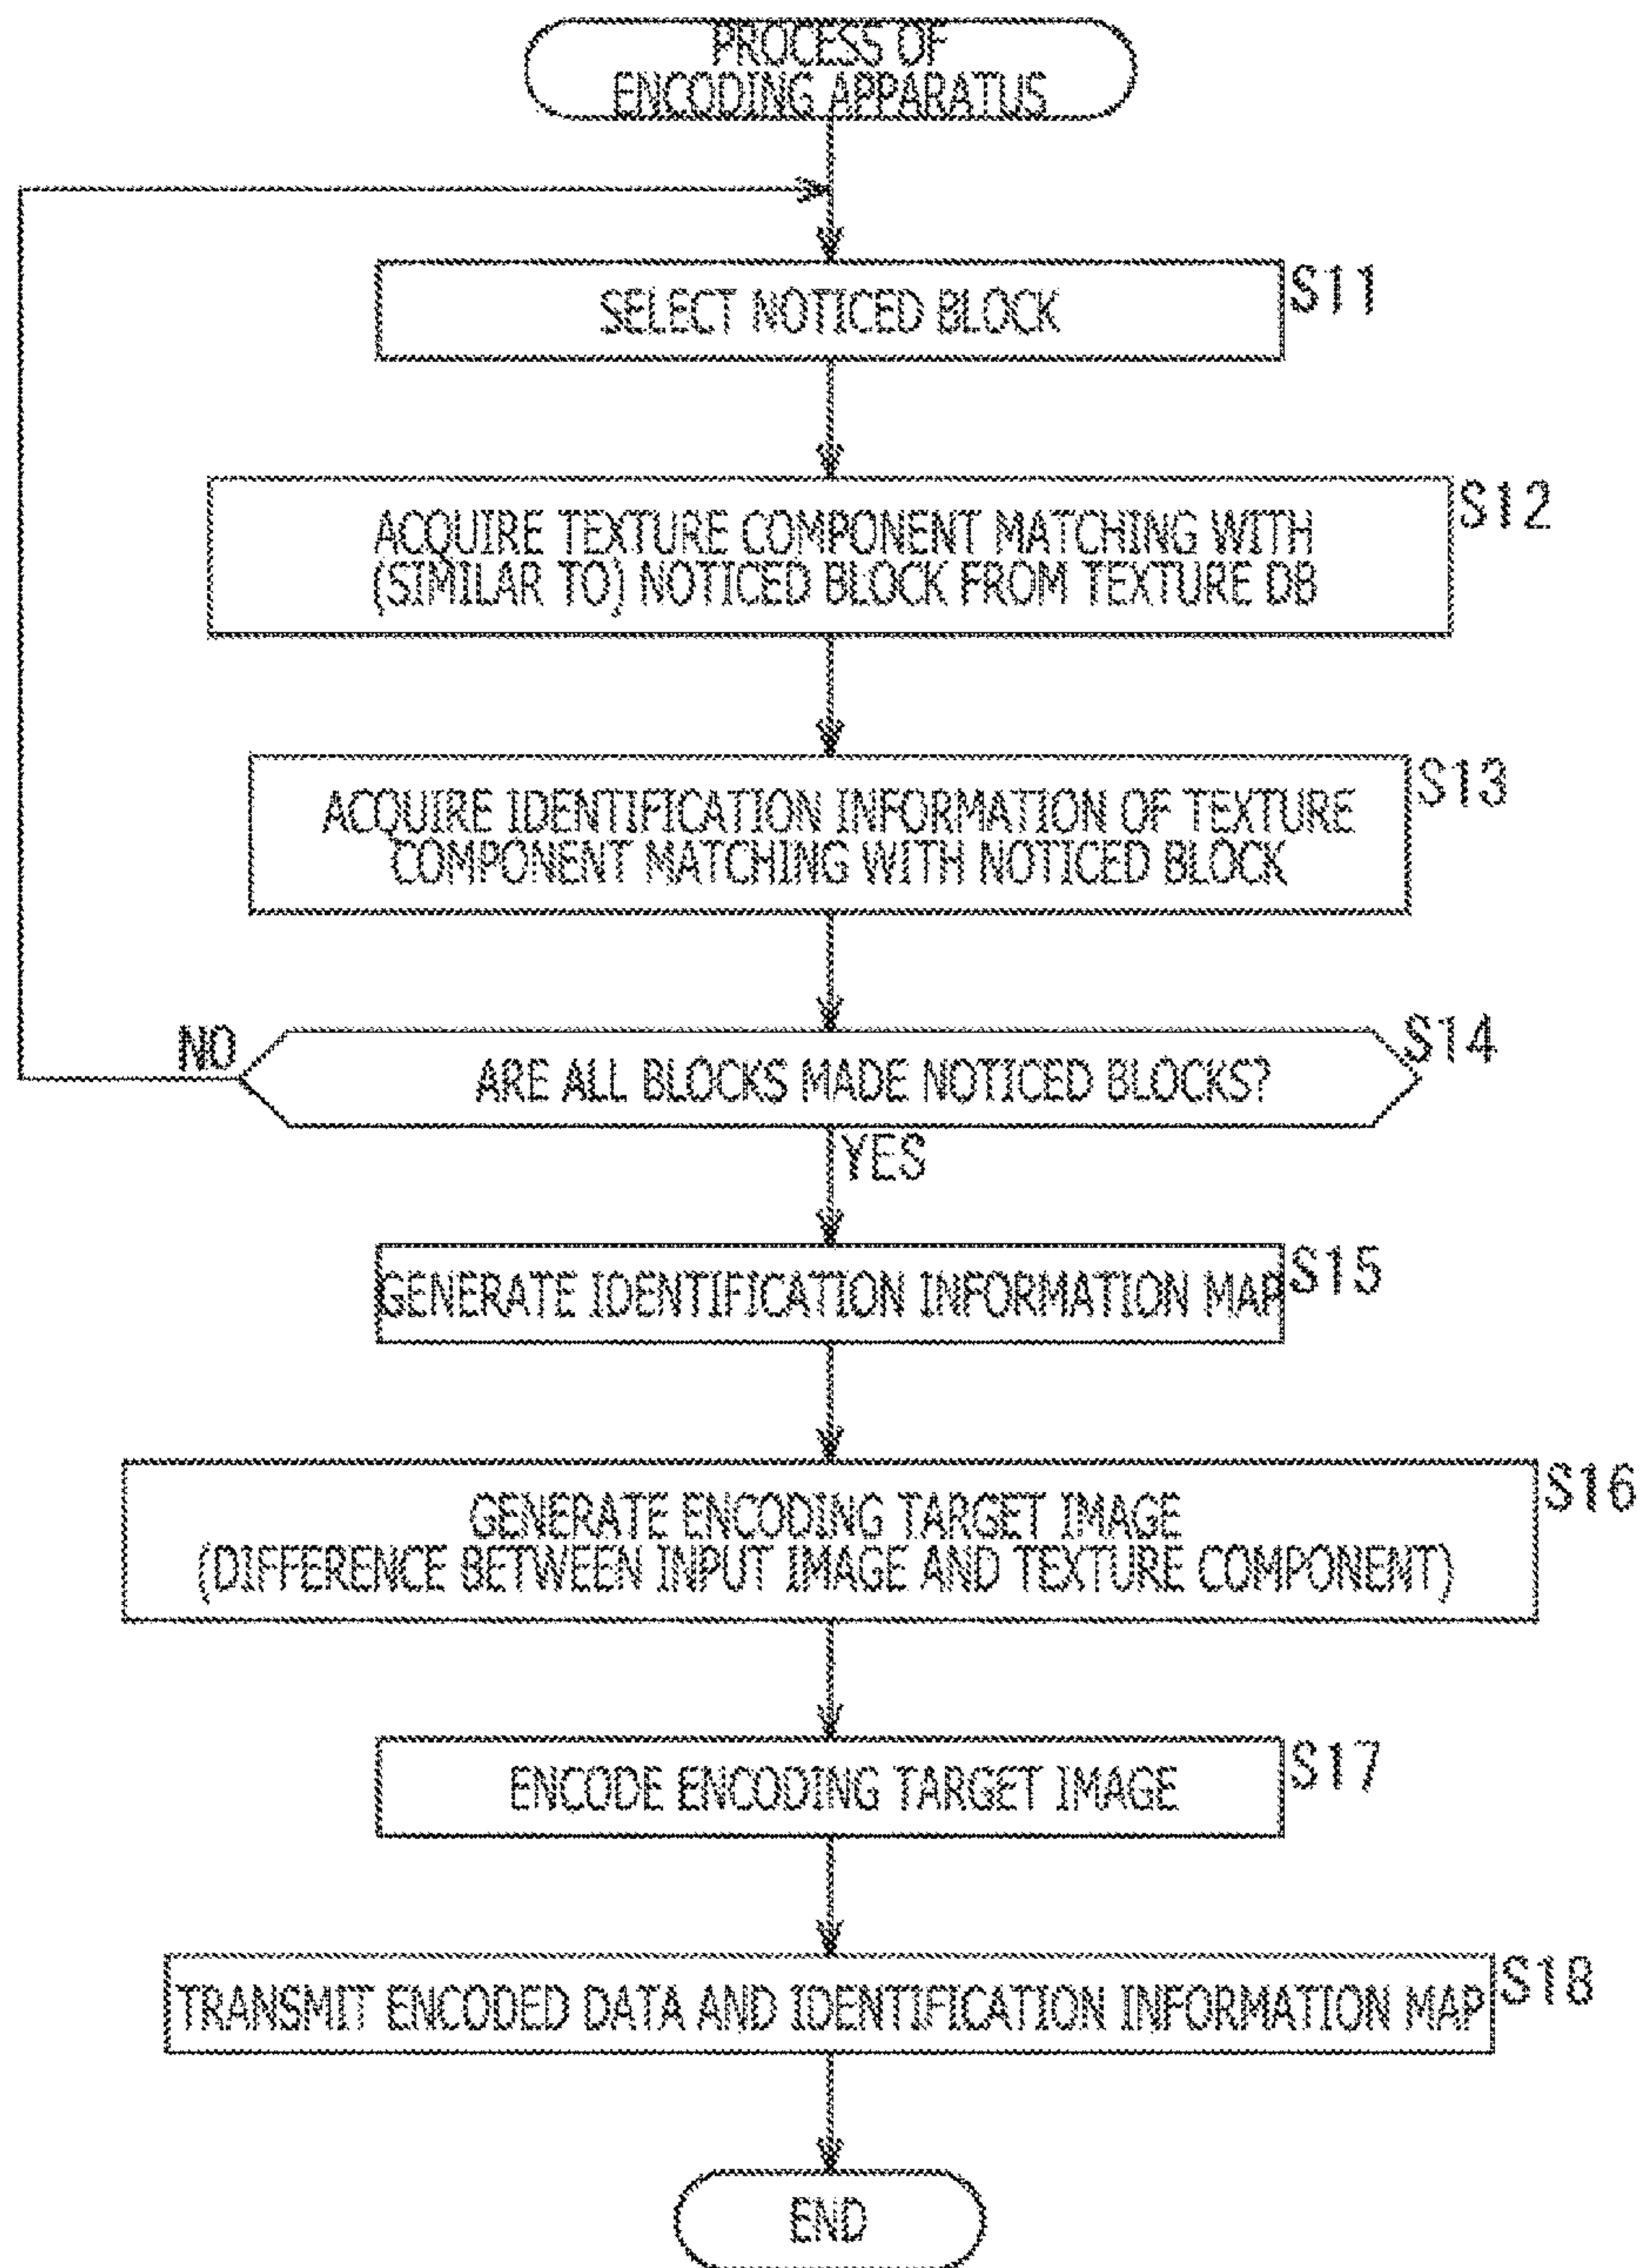 PROCESS OF
ENCODING APPARATUS
SELECT NOTICED BLOCK
S11
ACQUIRE TEXTURE COMPONENT MATCHING WITH
(SIMILAR TO) NOTICED BLOCK FROM TEXTURE DB
S12
ACQUIRE IDENTIFICATION INFORMATION OF TEXTURE
COMPONENT MATCHING WITH NOTICED BLOCK
S13
NO
ARE ALL BLOCKS MADE NOTICED BLOCKS?
S14
YES
GENERATE IDENTIFICATION INFORMATION MAP
S15
GENERATE ENCODING TARGET IMAGE
(DIFFERENCE BETWEEN INPUT IMAGE AND TEXTURE COMPONENT)
S16
ENCODE ENCODING TARGET IMAGE
S17
TRANSMIT ENCODED DATA AND IDENTIFICATION INFORMATION MAP
S18
END